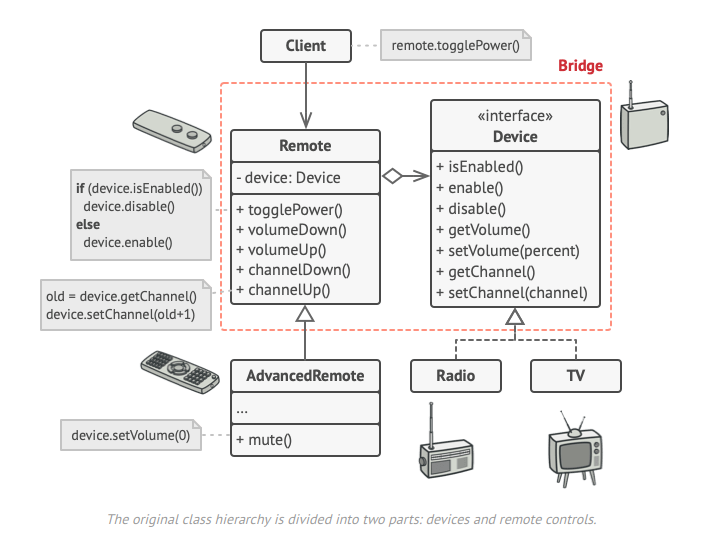 Client
remote.togglePower()
Bridge
Remote
- device: Device
+ togglePower()
+ volumeDown()
+ volumeUp()
+ channelDown()
+ channelUp()
«interface»
Device
+ isEnabled()
+ enable()
+ disable()
+ getVolume()
+ setVolume(percent)
+ getChannel()
+ setChannel(channel)
if (device.isEnabled())
device.disable()
else
device.enable()
old = device.getChannel()
device.setChannel(old+1)
AdvancedRemote
...
+ mute()
device.setVolume(0)
Radio
TV
The original class hierarchy is divided into two parts: devices and remote controls.